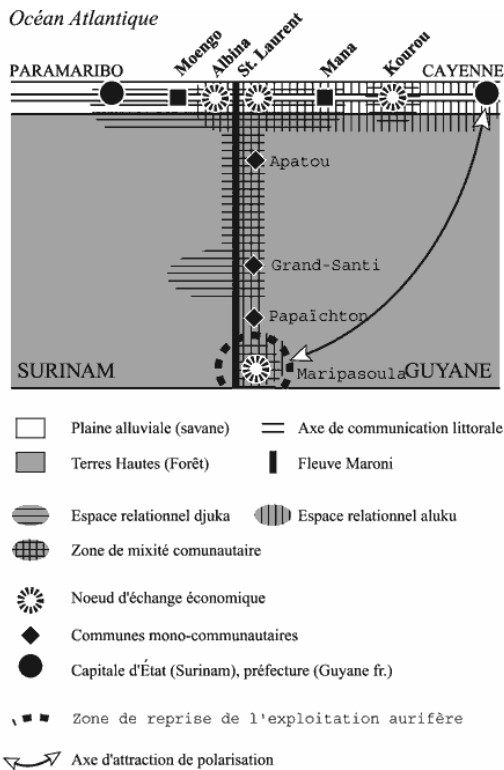 Océan Atlantique
Moengo
Albina
St. Laurent
Mana
Kourou
PARAMARIBO
CAYENNE
Apatou
Grand-Santi
Papaïchton
SURINAM
Maripasoula
GUYANE
Plaine alluviale (savane)
Axe de communication littorale
Terres Hautes (Forêt)
Fleuve Maroni
Espace relationnel djuka
Espace relationnel aluku
Zone de mixité comunautaire
Noeud d'échange économique
Communes mono-communautaires
Capitale d'État (Surinam), préfecture (Guyane fr.)
Zone de reprise de l'exploitation aurifère
Axe d'attraction de polarisation